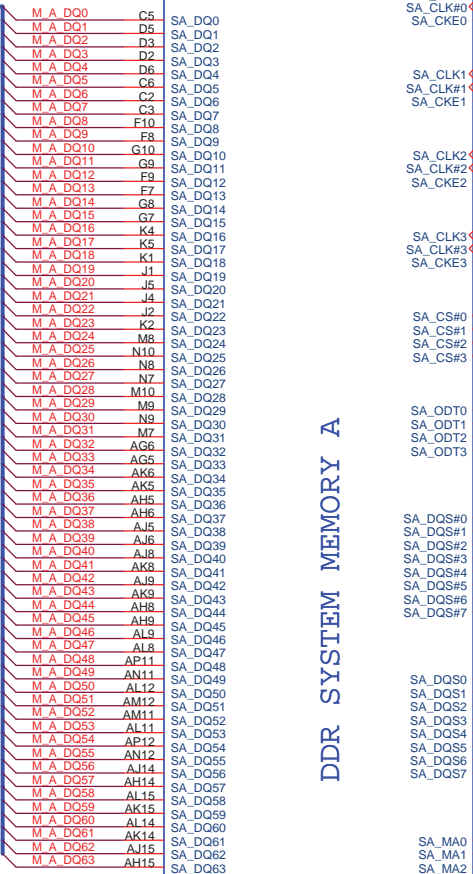 M_A_DQ0 C5 SA_DQ0 SA_CLK#0
M_A_DQ1 D5 SA_DQ1 SA_CKE0
M_A_DQ2 D3 SA_DQ2
M_A_DQ3 D2 SA_DQ3
M_A_DQ4 D6 SA_DQ4 SA_CLK1
M_A_DQ5 C6 SA_DQ5 SA_CLK#1
M_A_DQ6 C2 SA_DQ6 SA_CKE1
M_A_DQ7 C3 SA_DQ7
M_A_DQ8 F10 SA_DQ8
M_A_DQ9 F8 SA_DQ9
M_A_DQ10 G10 SA_DQ10 SA_CLK2
M_A_DQ11 G9 SA_DQ11 SA_CLK#2
M_A_DQ12 F9 SA_DQ12 SA_CKE2
M_A_DQ13 F7 SA_DQ13
M_A_DQ14 G8 SA_DQ14
M_A_DQ15 G7 SA_DQ15
M_A_DQ16 K4 SA_DQ16 SA_CLK3
M_A_DQ17 K5 SA_DQ17 SA_CLK#3
M_A_DQ18 K1 SA_DQ18 SA_CKE3
M_A_DQ19 J1 SA_DQ19
M_A_DQ20 J5 SA_DQ20
M_A_DQ21 J4 SA_DQ21
M_A_DQ22 J2 SA_DQ22 SA_CS#0
M_A_DQ23 K2 SA_DQ23 SA_CS#1
M_A_DQ24 M8 SA_DQ24 SA_CS#2
M_A_DQ25 N10 SA_DQ25 SA_CS#3
M_A_DQ26 N8 SA_DQ26
M_A_DQ27 N7 SA_DQ27
M_A_DQ28 M10 SA_DQ28
M_A_DQ29 M9 SA_DQ29 SA_ODT0
M_A_DQ30 N9 SA_DQ30 SA_ODT1
M_A_DQ31 M7 SA_DQ31 SA_ODT2
M_A_DQ32 AG6 SA_DQ32 SA_ODT3
M_A_DQ33 AG5 SA_DQ33
M_A_DQ34 AK6 SA_DQ34
M_A_DQ35 AK5 SA_DQ35
M_A_DQ36 AH5 SA_DQ36
M_A_DQ37 AH6 SA_DQ37 SA_DQS#0
M_A_DQ38 AJ5 SA_DQ38 SA_DQS#1
M_A_DQ39 AJ6 SA_DQ39 SA_DQS#2
M_A_DQ40 AJ8 SA_DQ40 SA_DQS#3
M_A_DQ41 AK8 SA_DQ41 SA_DQS#4
M_A_DQ42 AJ9 SA_DQ42 SA_DQS#5
M_A_DQ43 AK9 SA_DQ43 SA_DQS#6
M_A_DQ44 AH8 SA_DQ44 SA_DQS#7
M_A_DQ45 AH9 SA_DQ45
M_A_DQ46 AL9 SA_DQ46
M_A_DQ47 AL8 SA_DQ47
M_A_DQ48 AP11 SA_DQ48
M_A_DQ49 AN11 SA_DQ49 SA_DQS0
M_A_DQ50 AL12 SA_DQ50 SA_DQS1
M_A_DQ51 AM12 SA_DQ51 SA_DQS2
M_A_DQ52 AM11 SA_DQ52 SA_DQS3
M_A_DQ53 AL11 SA_DQ53 SA_DQS4
M_A_DQ54 AP12 SA_DQ54 SA_DQS5
M_A_DQ55 AN12 SA_DQ55 SA_DQS6
M_A_DQ56 AJ14 SA_DQ56 SA_DQS7
M_A_DQ57 AH14 SA_DQ57
M_A_DQ58 AL15 SA_DQ58
M_A_DQ59 AK15 SA_DQ59
M_A_DQ60 AL14 SA_DQ60
M_A_DQ61 AK14 SA_DQ61 SA_MA0
M_A_DQ62 AJ15 SA_DQ62 SA_MA1
M_A_DQ63 AH15 SA_DQ63 SA_MA2
DDR SYSTEM MEMORY A